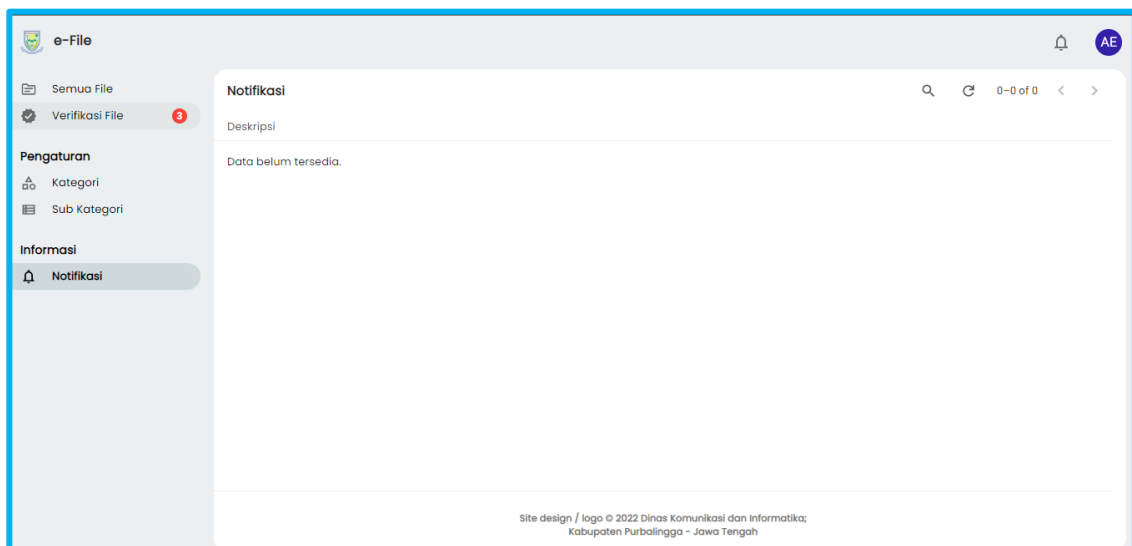 e-File
AE
Semua File
Verifikasi File 3
Pengaturan
Kategori
Sub Kategori
Informasi
Notifikasi
Notifikasi
0-0 of 0
Deskripsi
Data belum tersedia.
Site design / logo © 2022 Dinas Komunikasi dan Informatika;
Kabupaten Purbalingga - Jawa Tengah